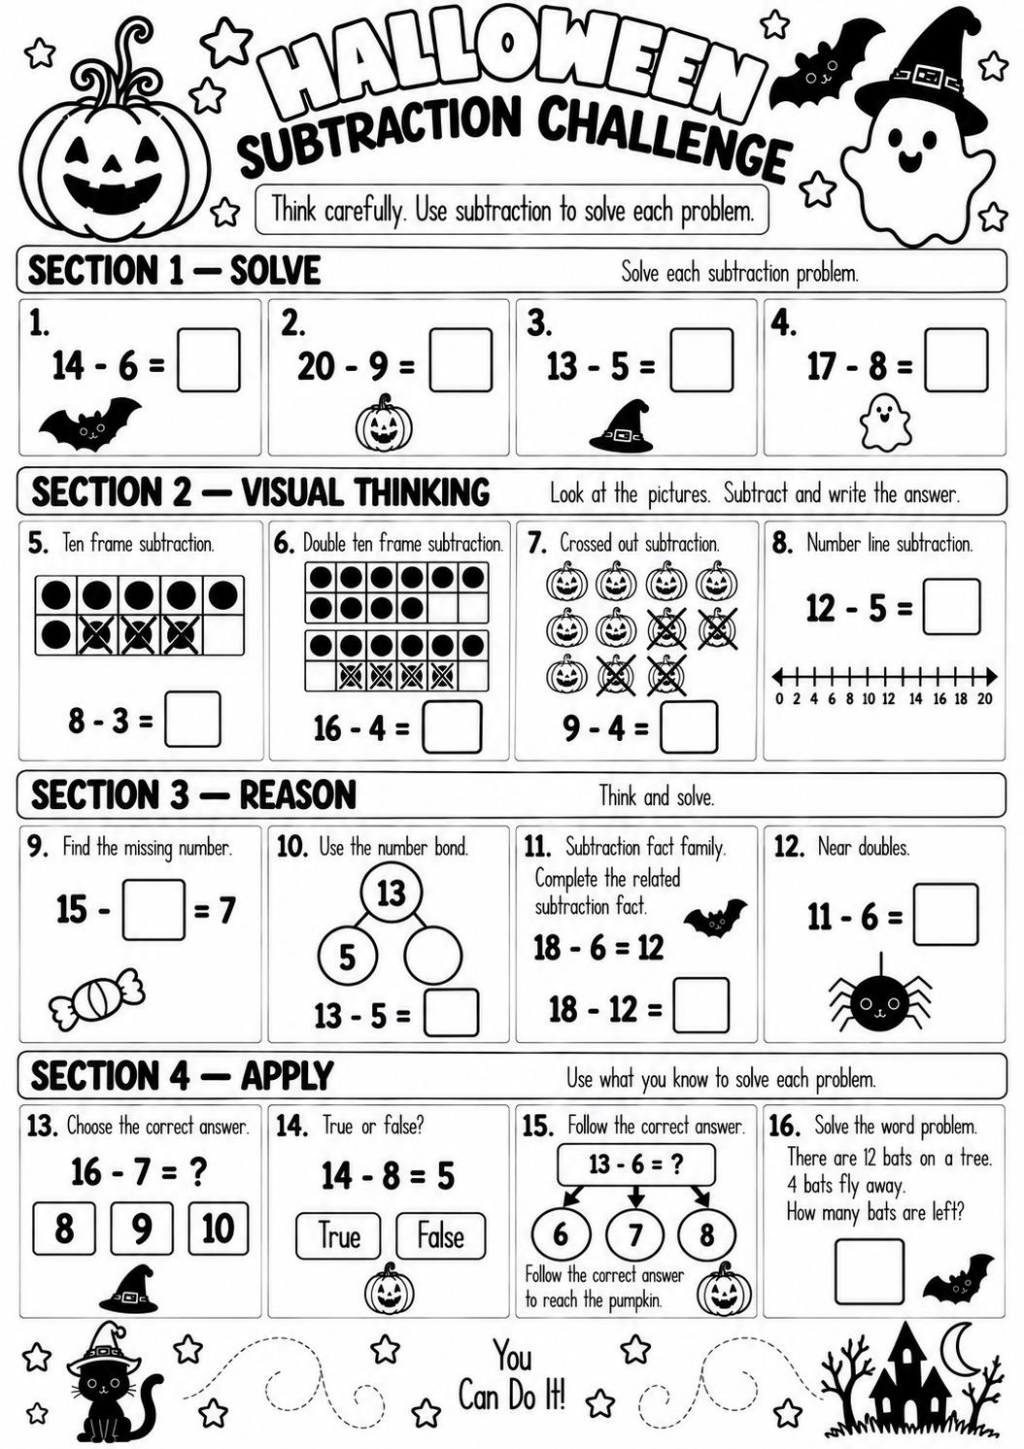 HALLOWEEN
SUBTRACTION CHALLENGE
Think carefully. Use subtraction to solve each problem.
SECTION 1 — SOLVE
Solve each subtraction problem.
1.
14 - 6 =
2.
20 - 9 =
3.
13 - 5 =
4.
17 - 8 =
SECTION 2 — VISUAL THINKING
Look at the pictures. Subtract and write the answer.
5. Ten frame subtraction.
8 - 3 =
6. Double ten frame subtraction.
16 - 4 =
7. Crossed out subtraction.
9 - 4 =
8. Number line subtraction.
12 - 5 =
0 2 4 6 8 10 12 14 16 18 20
SECTION 3 — REASON
Think and solve.
9. Find the missing number.
15 - = 7
10. Use the number bond.
13
5
13 - 5 =
11. Subtraction fact family.
Complete the related
subtraction fact.
18 - 6 = 12
18 - 12 =
12. Near doubles.
11 - 6 =
SECTION 4 — APPLY
Use what you know to solve each problem.
13. Choose the correct answer.
16 - 7 = ?
8 9 10
14. True or false?
14 - 8 = 5
True False
15. Follow the correct answer.
13 - 6 = ?
6 7 8
Follow the correct answer
to reach the pumpkin.
16. Solve the word problem.
There are 12 bats on a tree.
4 bats fly away.
How many bats are left?
You
Can Do It!